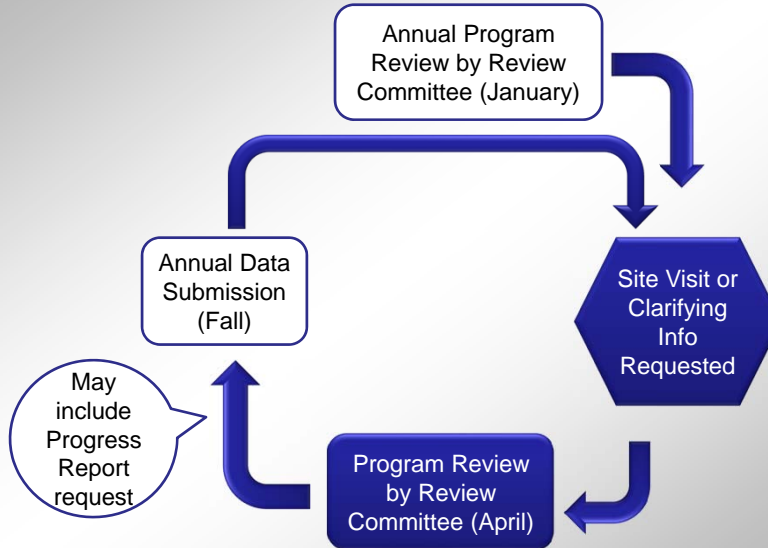 Annual Program
Review by Review
Committee (January)
Annual Data
Submission
(Fall)
Site Visit or
Clarifying
Info
Requested
May
include
Progress
Report
request
Program Review
by Review
Committee (April)